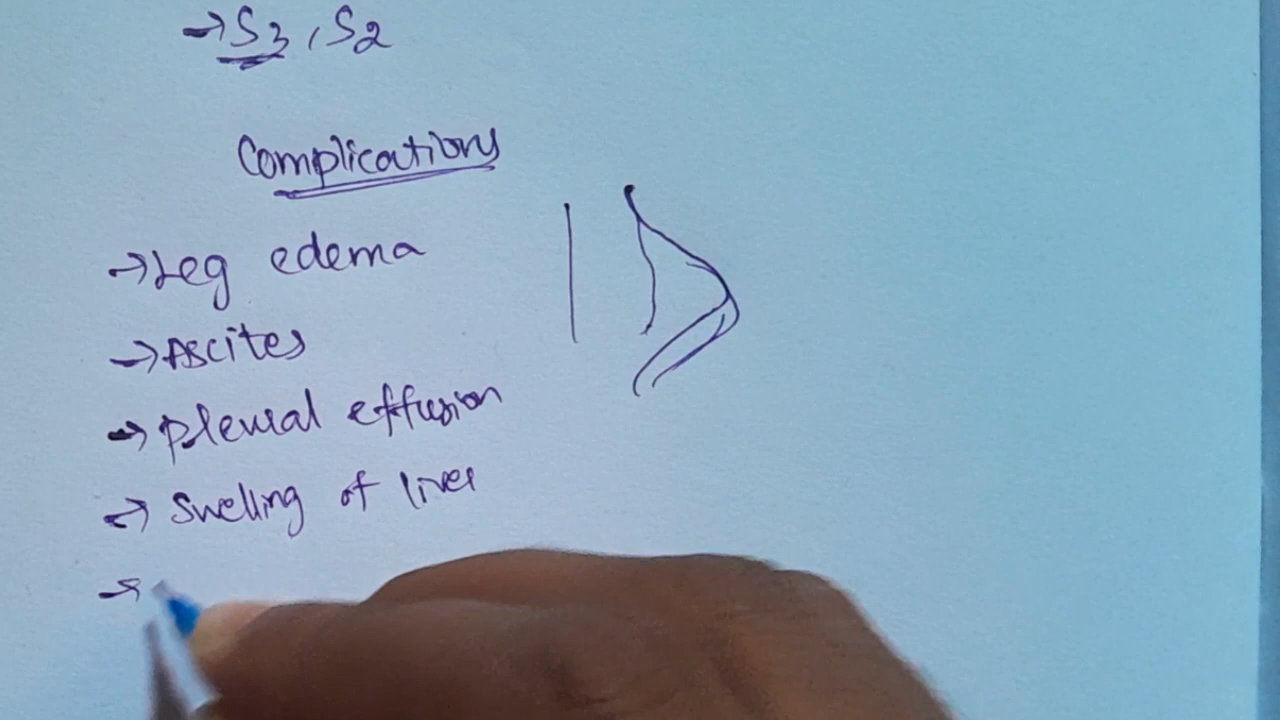 →S3, S2
Complications
→Leg edema
→Ascites
→ pleural effusion
→ Swelling of liver
→